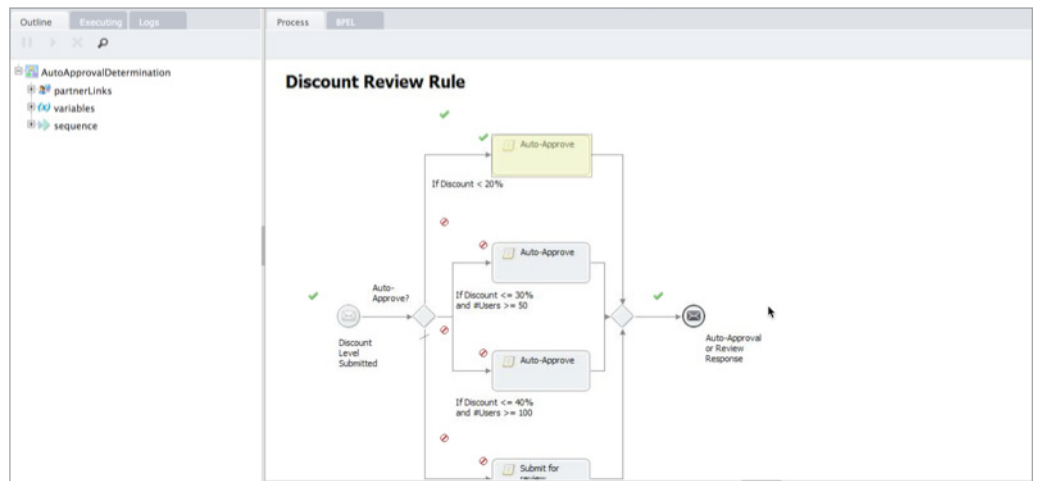 Outline Executing Logs
Process BPEL
AutoApprovalDetermination
partnerLinks
(x) variables
sequence
Discount Review Rule
Auto-Approve
If Discount < 20%
Auto-Approve
Auto-
Approve?
If Discount <= 30%
and #Users >= 50
Discount
Level
Submitted
Auto-Approval
or Review
Response
Auto-Approve
If Discount <= 40%
and #Users >= 100
Submit for
review